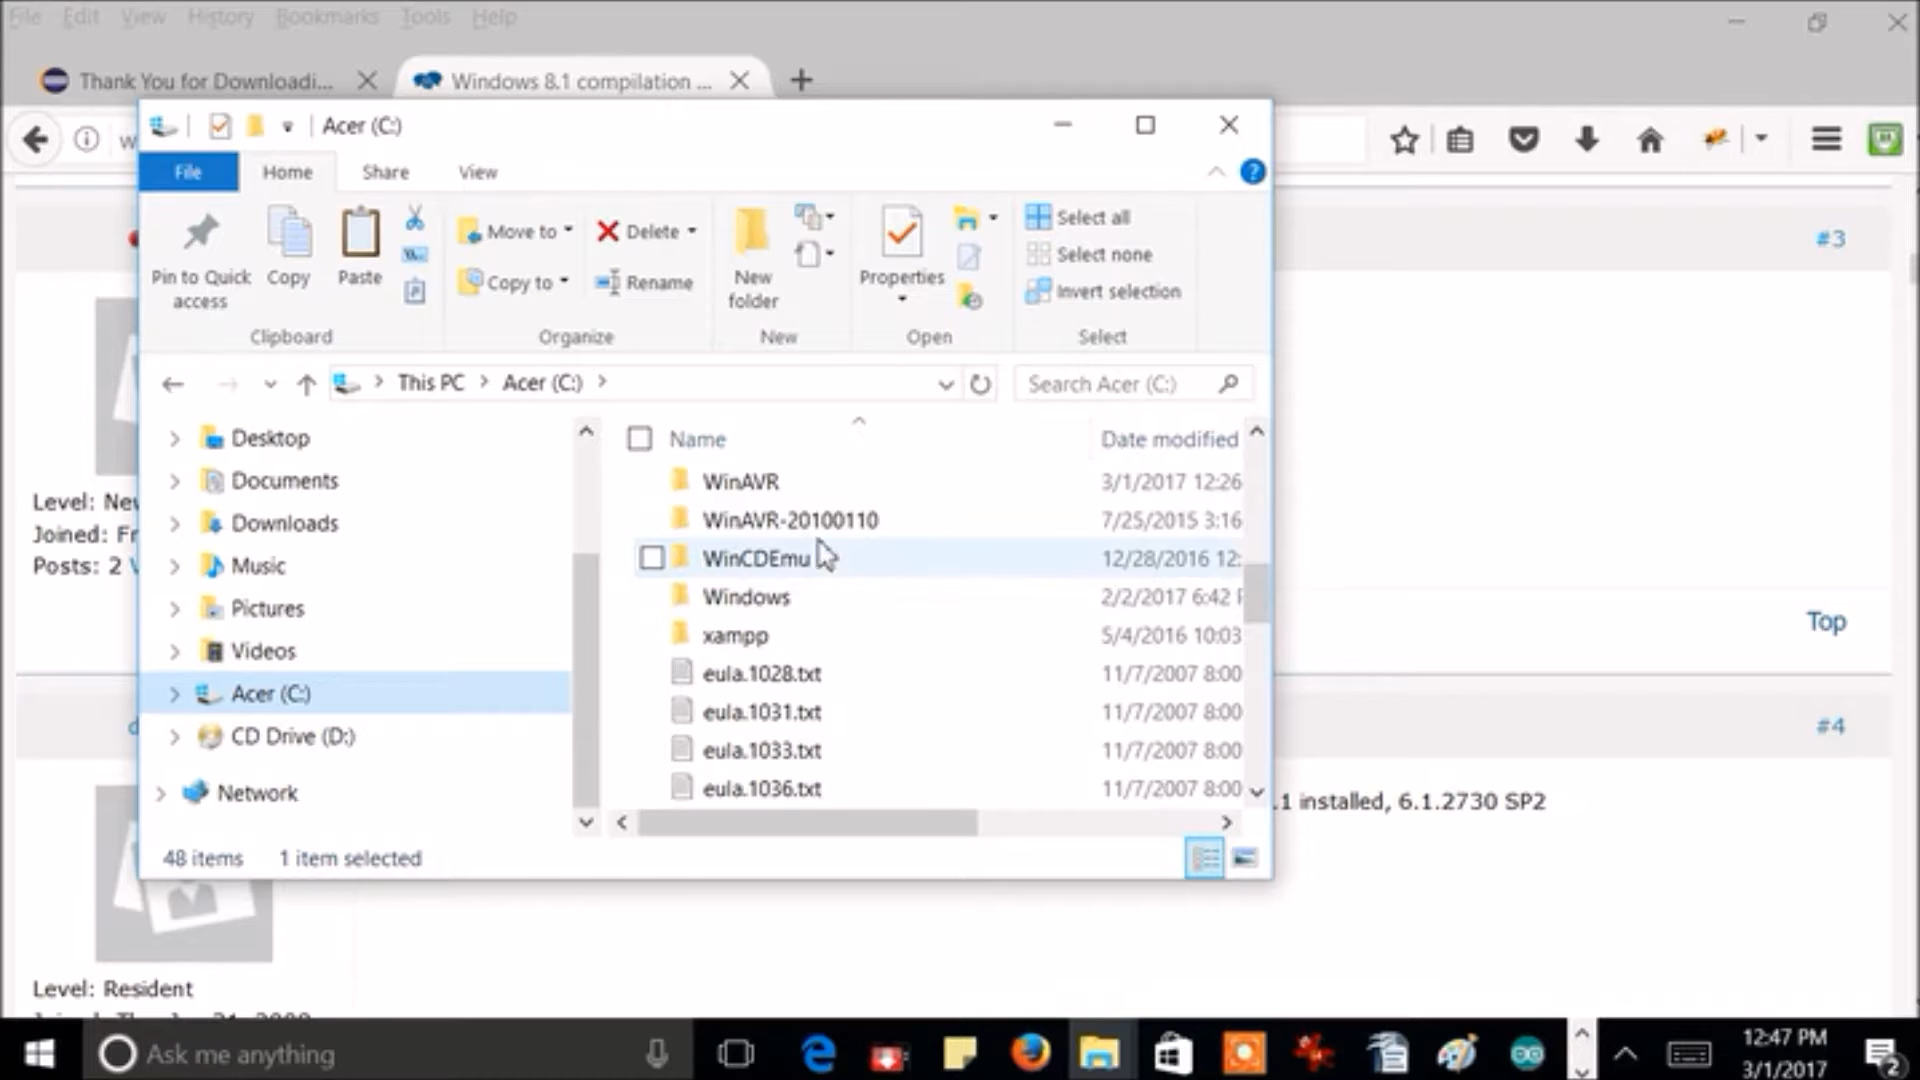 File Edit View History Bookmarks Tools Help
Thank You for Downloadi... Windows 8.1 compilation ...
Acer (C:)
File Home Share View
Pin to Quick access
Copy
Paste
Clipboard
Move to
Copy to
Delete
Rename
Organize
New folder
New
Properties
Open
Select all
Select none
Invert selection
Select
This PC Acer (C:)
Search Acer (C:)
Desktop
Documents
Downloads
Music
Pictures
Videos
Acer (C:)
CD Drive (D:)
Network
Name Date modified
WinAVR 3/1/2017 12:26
WinAVR-20100110 7/25/2015 3:16
WinCDEmu 12/28/2016 12:
Windows 2/2/2017 6:42
xampp 5/4/2016 10:03
eula.1028.txt 11/7/2007 8:00
eula.1031.txt 11/7/2007 8:00
eula.1033.txt 11/7/2007 8:00
eula.1036.txt 11/7/2007 8:00
48 items 1 item selected
#3
Level: Ne
Joined: F
Posts: 2
Top
#4
.1 installed, 6.1.2730 SP2
Level: Resident
Ask me anything
12:47 PM
3/1/2017
2